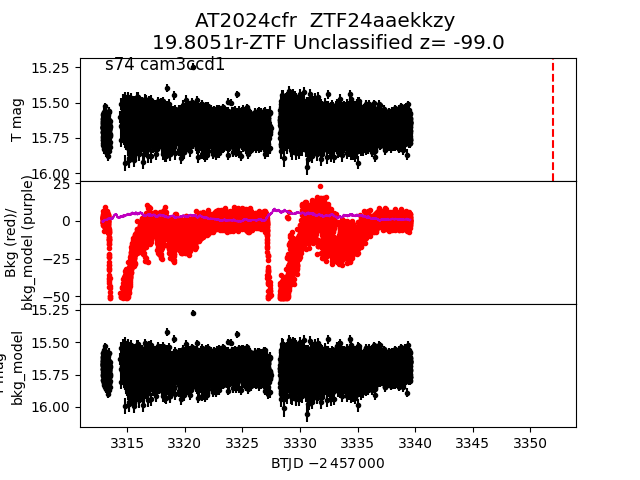 AT2024cfr  ZTF24aaekkzy
19.8051r-ZTF Unclassified z= -99.0
s74 cam3ccd1
15.25
15.50
15.75
16.00
T mag
25
0
−25
−50
Bkg (red)/
bkg_model (purple)
15.25
15.50
15.75
16.00
mag
bkg_model
3315
3320
3325
3330
3335
3340
3345
3350
BTJD −2 457 000